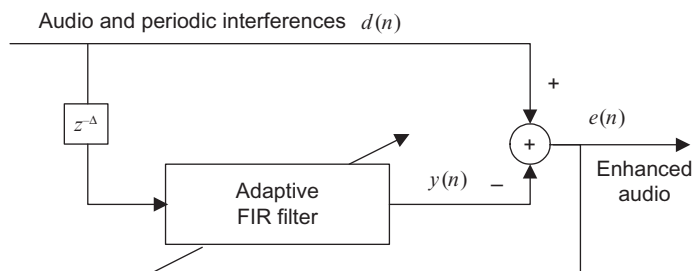 Audio and periodic interferences d(n)
+
z^{-Δ}
+
e(n)
Enhanced
audio
Adaptive
FIR filter
y(n)
−